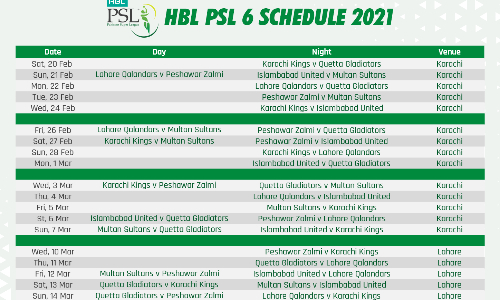 HBL
PSL
HBL PSL 6 SCHEDULE 2021
Date Day Night Venue
Sat, 20 Feb Karachi Kings v Quetta Gladiators Karachi
Sun, 21 Feb Lahore Qalandars v Peshawar Zalmi Islamabad United v Multan Sultans Karachi
Mon, 22 Feb Lahore Qalandars v Quetta Gladiators Karachi
Tue, 23 Feb Peshawar Zalmi v Multan Sultans Karachi
Wed, 24 Feb Karachi Kings v Islamabad United Karachi
Fri, 26 Feb Lahore Qalandars v Multan Sultans Peshawar Zalmi v Quetta Gladiators Karachi
Sat, 27 Feb Karachi Kings v Multan Sultans Peshawar Zalmi v Islamabad United Karachi
Sun, 28 Feb Karachi Kings v Lahore Qalandars Karachi
Mon, 1 Mar Islamabad United v Quetta Gladiators Karachi
Wed, 3 Mar Karachi Kings v Peshawar Zalmi Quetta Gladiators v Multan Sultans Karachi
Thu, 4 Mar Lahore Qalandars v Islamabad United Karachi
Fri, 5 Mar Multan Sultans v Karachi Kings Karachi
St, 6 Mar Islamabad United v Quetta Gladiators Peshawar Zalmi v Lahore Qalandars Karachi
Sun, 7 Mar Multan Sultans v Quetta Gladiators Islamabad United v Karachi Kings Karachi
Wed, 10 Mar Peshawar Zalmi v Karachi Kings Lahore
Thu, 11 Mar Quetta Gladiators v Lahore Qalandars Lahore
Fri, 12 Mar Multan Sultans v Peshawar Zalmi Islamabad United v Lahore Qalandars Lahore
Sat, 13 Mar Quetta Gladiators v Karachi Kings Multan Sultans v Islamabad United Lahore
Sun, 14 Mar Quetta Gladiators v Peshawar Zalmi Lahore Qalandars v Karachi Kings Lahore